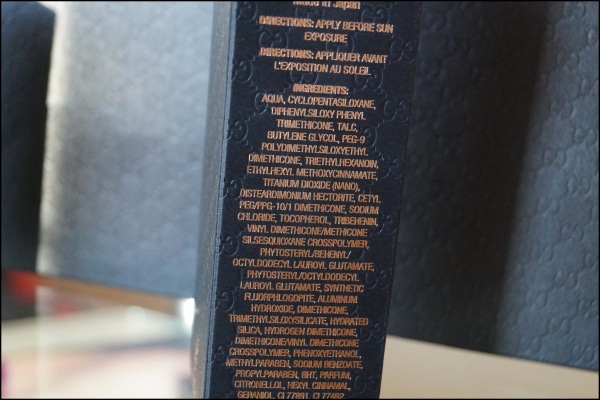 Made in Japan
DIRECTIONS: APPLY BEFORE SUN
EXPOSURE
DIRECTIONS: APPLIQUER AVANT
L'EXPOSITION AU SOLEIL
INGREDIENTS:
AQUA, CYCLOPENTASILOXANE,
DIPHENYLSILOXY PHENYL
TRIMETHICONE, TALC,
BUTYLENE GLYCOL, PEG-9
POLYDIMETHYLSILOXYETHYL
DIMETHICONE, TRIETHYLHEXANOIN,
ETHYLHEXYL METHOXYCINNAMATE,
TITANIUM DIOXIDE (NANO),
DISTEARDIMONIUM HECTORITE, CETYL
PEG/PPG-10/1 DIMETHICONE, SODIUM
CHLORIDE, TOCOPHEROL, TRIBEHENIN,
VINYL DIMETHICONE/METHICONE
SILSESQUIOXANE CROSSPOLYMER,
PHYTOSTERYL/BEHENYL/
OCTYLDODECYL LAUROYL GLUTAMATE,
PHYTOSTERYL/OCTYLDODECYL
LAUROYL GLUTAMATE, SYNTHETIC
FLUORPHLOGOPITE, ALUMINUM
HYDROXIDE, DIMETHICONE,
TRIMETHYLSILOXYSILICATE, HYDRATED
SILICA, HYDROGEN DIMETHICONE,
DIMETHICONE/VINYL DIMETHICONE
CROSSPOLYMER, PHENOXYETHANOL,
METHYLPARABEN, SODIUM BENZOATE,
PROPYLPARABEN, BHT, PARFUM,
CITRONELLOL, HEXYL CINNAMAL,
GERANIOL, CI 77891, CI 77492,